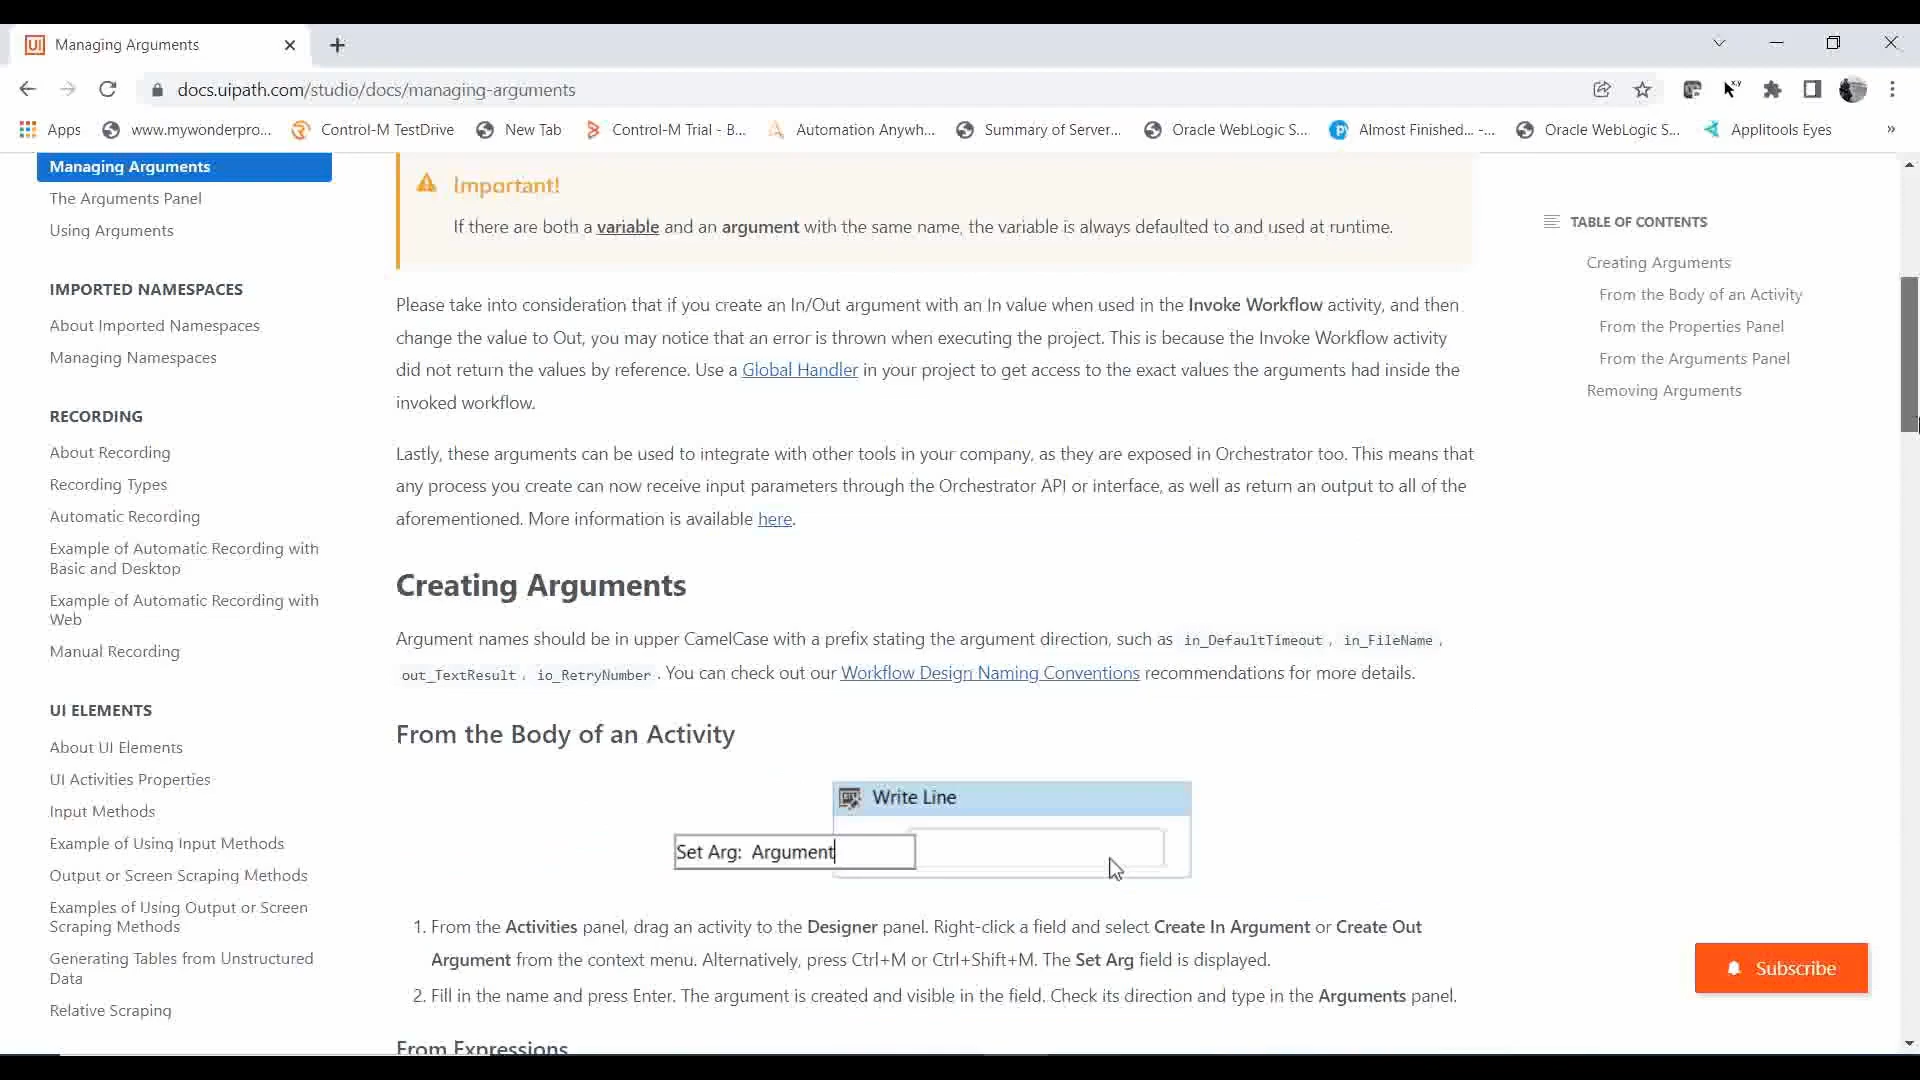 Managing Arguments
docs.uipath.com/studio/docs/managing-arguments
Apps
www.mywonderpro...
Control-M TestDrive
New Tab
Control-M Trial - B...
Automation Anywh...
Summary of Server...
Oracle WebLogic S...
Almost Finished... -...
Oracle WebLogic S...
Applitools Eyes
»
Managing Arguments
The Arguments Panel
Using Arguments
IMPORTED NAMESPACES
About Imported Namespaces
Managing Namespaces
RECORDING
About Recording
Recording Types
Automatic Recording
Example of Automatic Recording with
Basic and Desktop
Example of Automatic Recording with
Web
Manual Recording
UI ELEMENTS
About UI Elements
UI Activities Properties
Input Methods
Example of Using Input Methods
Output or Screen Scraping Methods
Examples of Using Output or Screen
Scraping Methods
Generating Tables from Unstructured
Data
Relative Scraping
Important!
If there are both a variable and an argument with the same name, the variable is always defaulted to and used at runtime.
Please take into consideration that if you create an In/Out argument with an In value when used in the Invoke Workflow activity, and then
change the value to Out, you may notice that an error is thrown when executing the project. This is because the Invoke Workflow activity
did not return the values by reference. Use a Global Handler in your project to get access to the exact values the arguments had inside the
invoked workflow.
Lastly, these arguments can be used to integrate with other tools in your company, as they are exposed in Orchestrator too. This means that
any process you create can now receive input parameters through the Orchestrator API or interface, as well as return an output to all of the
aforementioned. More information is available here.
Creating Arguments
Argument names should be in upper CamelCase with a prefix stating the argument direction, such as in_DefaultTimeout, in_FileName,
out_TextResult, io_RetryNumber. You can check out our Workflow Design Naming Conventions recommendations for more details.
From the Body of an Activity
Write Line
Set Arg: Argument
1. From the Activities panel, drag an activity to the Designer panel. Right-click a field and select Create In Argument or Create Out
Argument from the context menu. Alternatively, press Ctrl+M or Ctrl+Shift+M. The Set Arg field is displayed.
2. Fill in the name and press Enter. The argument is created and visible in the field. Check its direction and type in the Arguments panel.
From Expressions
TABLE OF CONTENTS
Creating Arguments
From the Body of an Activity
From the Properties Panel
From the Arguments Panel
Removing Arguments
Subscribe